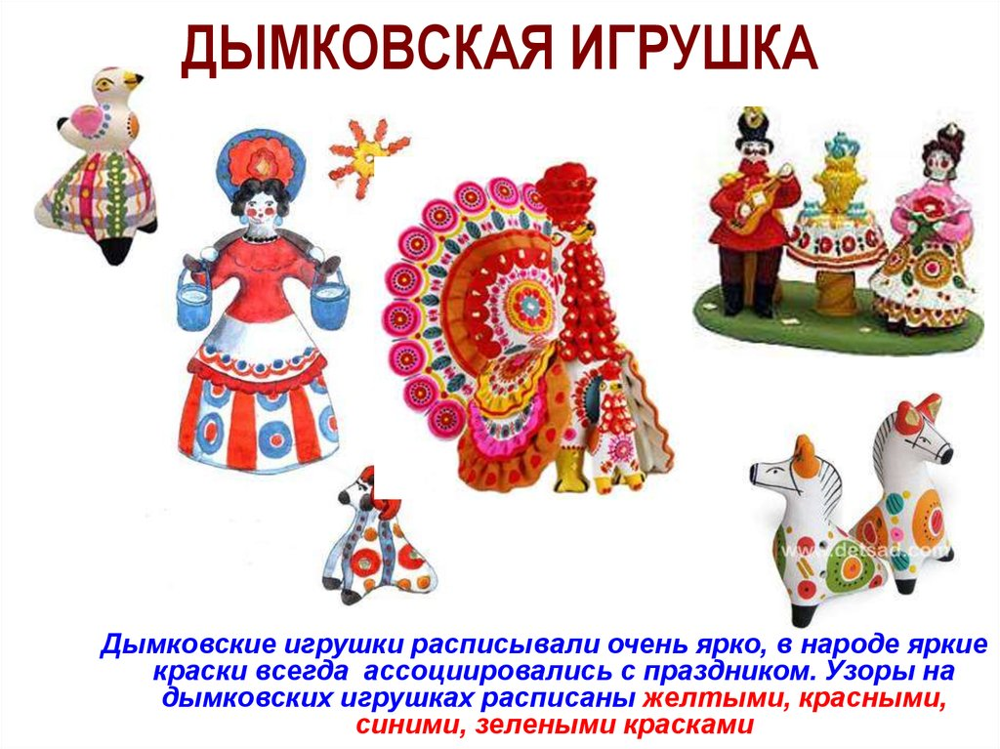 ДЫМКОВСКАЯ ИГРУШКА
www.detsad.com
Дымковские игрушки расписывали очень ярко, в народе яркие
краски всегда ассоциировались с праздником. Узоры на
дымковских игрушках расписаны желтыми, красными,
синими, зелеными красками